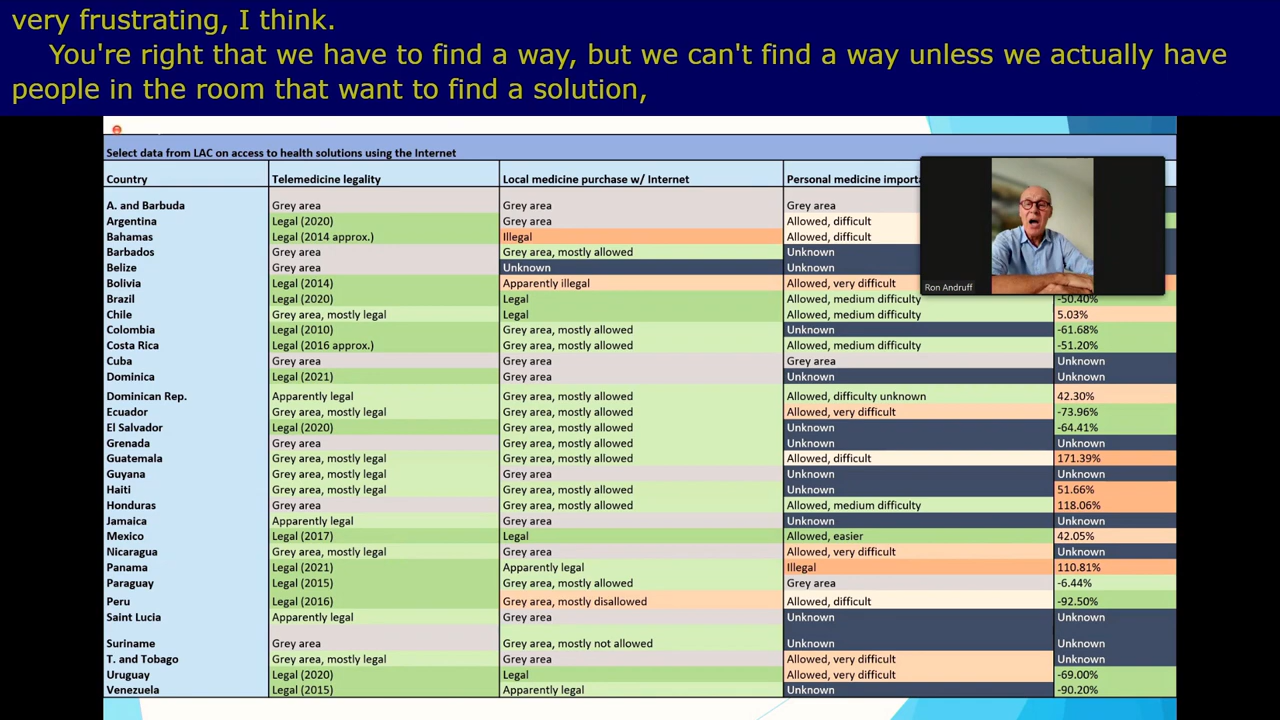 very frustrating, I think.
You're right that we have to find a way, but we can't find a way unless we actually have
people in the room that want to find a solution,
Select data from LAC on access to health solutions using the Internet
Country Telemedicine legality Local medicine purchase w/ Internet Personal medicine importa
A. and Barbuda Grey area Grey area Grey area
Argentina Legal (2020) Grey area Allowed, difficult
Bahamas Legal (2014 approx.) Illegal Allowed, difficult
Barbados Grey area Grey area, mostly allowed Unknown
Belize Grey area Unknown Unknown
Bolivia Legal (2014) Apparently illegal Allowed, very difficult
Ron Andruff
Brazil Legal (2020) Legal Allowed, medium difficulty -50.40%
Chile Grey area, mostly legal Legal Allowed, medium difficulty 5.03%
Colombia Legal (2010) Grey area, mostly allowed Unknown -61.68%
Costa Rica Legal (2016 approx.) Grey area, mostly allowed Allowed, medium difficulty -51.20%
Cuba Grey area Grey area Grey area Unknown
Dominica Legal (2021) Grey area Unknown Unknown
Dominican Rep. Apparently legal Grey area, mostly allowed Allowed, difficulty unknown 42.30%
Ecuador Grey area, mostly legal Grey area, mostly allowed Allowed, very difficult -73.96%
El Salvador Legal (2020) Grey area, mostly allowed Unknown -64.41%
Grenada Grey area Grey area, mostly allowed Unknown Unknown
Guatemala Grey area, mostly legal Grey area, mostly allowed Allowed, difficult 171.39%
Guyana Grey area, mostly legal Grey area Unknown Unknown
Haiti Grey area, mostly legal Grey area, mostly allowed Unknown 51.66%
Honduras Grey area Grey area, mostly allowed Allowed, medium difficulty 118.06%
Jamaica Apparently legal Grey area Unknown Unknown
Mexico Legal (2017) Legal Allowed, easier 42.05%
Nicaragua Grey area, mostly legal Grey area Allowed, very difficult Unknown
Panama Legal (2021) Apparently legal Illegal 110.81%
Paraguay Legal (2015) Grey area, mostly allowed Grey area -6.44%
Peru Legal (2016) Grey area, mostly disallowed Allowed, difficult -92.50%
Saint Lucia Apparently legal Grey area Unknown Unknown
Suriname Grey area Grey area, mostly not allowed Unknown Unknown
T. and Tobago Grey area, mostly legal Grey area Allowed, very difficult Unknown
Uruguay Legal (2020) Legal Allowed, very difficult -69.00%
Venezuela Legal (2015) Apparently legal Unknown -90.20%